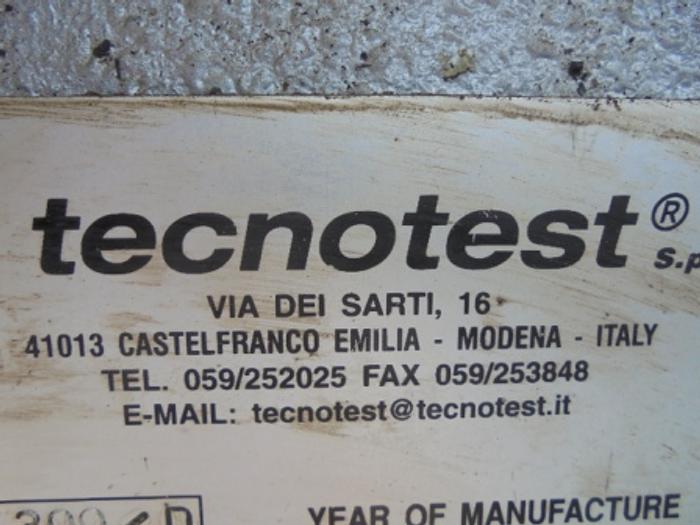 tecnotest®
S.p
VIA DEI SARTI, 16
41013 CASTELFRANCO EMILIA - MODENA - ITALY
TEL. 059/252025 FAX 059/253848
E-MAIL: tecnotest@tecnotest.it
YEAR OF MANUFACTURE